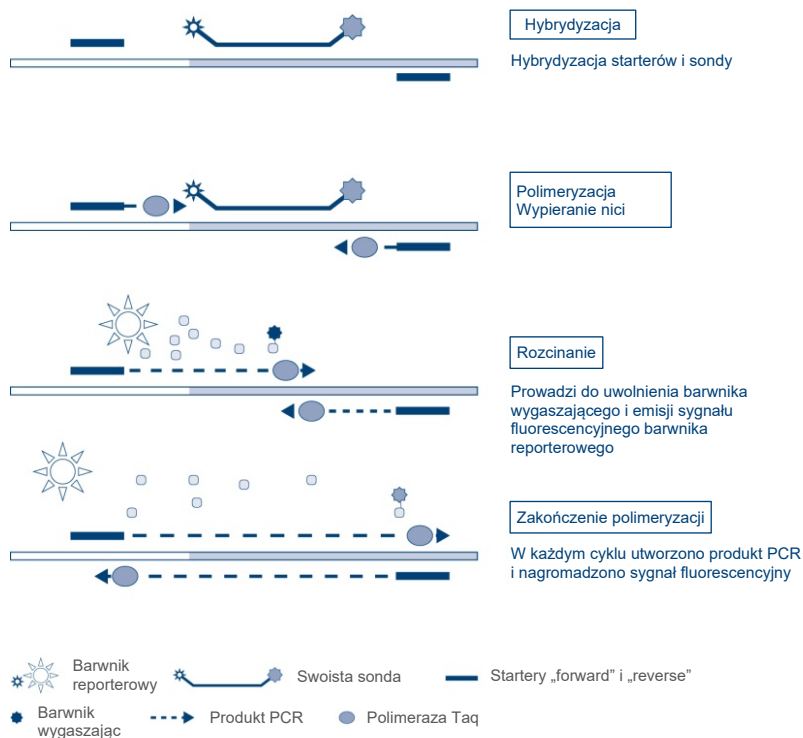 Hybrydyzacja
Hybrydyzacja starterów i sondy
Polimeryzacja
Wypieranie nici
Rozcinanie
Prowadzi do uwolnienia barwnika
wygaszającego i emisji sygnału
fluorescencyjnego barwnika
reporterowego
Zakończenie polimeryzacji
W każdym cyklu utworzono produkt PCR
i nagromadzono sygnał fluorescencyjny
Barwnik
reporterowy
Swoista sonda
Startery „forward” i „reverse”
Barwnik
wygaszając
Produkt PCR
Polimeraza Taq